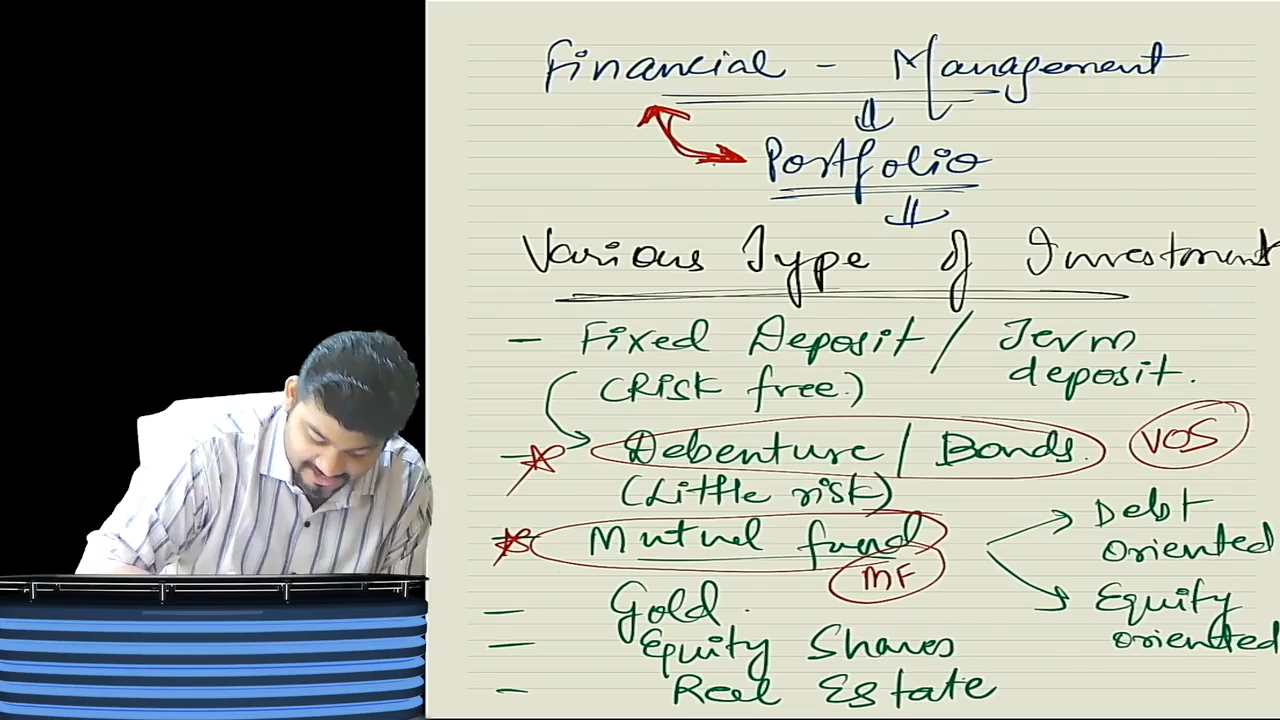 Financial - Management
Portfolio
Various Type of Investment
- Fixed Deposit / Term deposit.
(Risk free.)
- Debenture / Bonds. VOS
(Little risk)
- Mutual fund
MF
Debt oriented
Equity oriented
- Gold.
- Equity Shares
- Real Estate